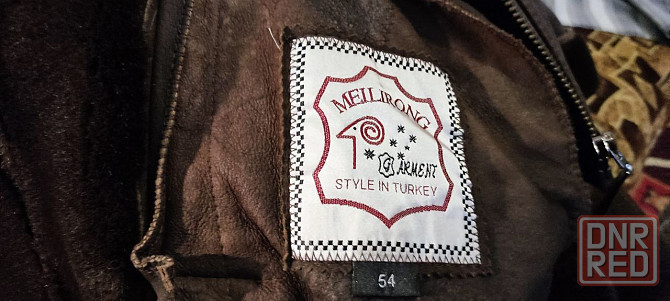 MEILIRONG
GARMENT
STYLE IN TURKEY
54
DNR
RED